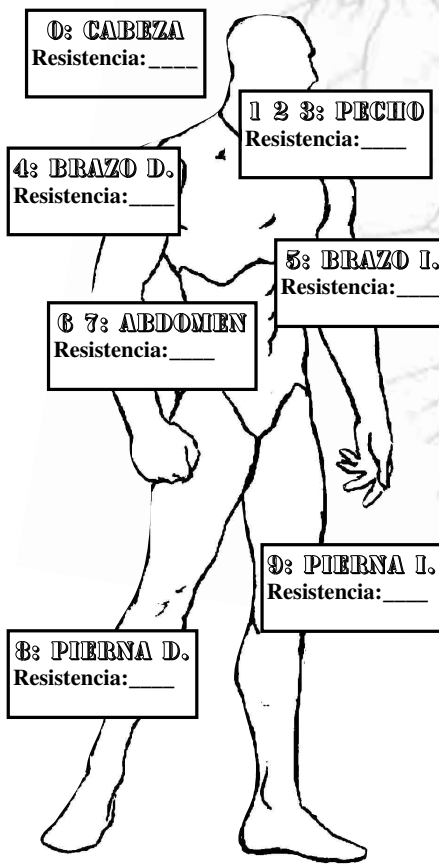 0: CABEZA
Resistencia:____
1 2 3: PECHO
Resistencia:____
4: BRAZO D.
Resistencia:____
5: BRAZO I.
Resistencia:____
6 7: ABDOMEN
Resistencia:____
9: PIERNA I.
Resistencia:____
8: PIERNA D.
Resistencia:____